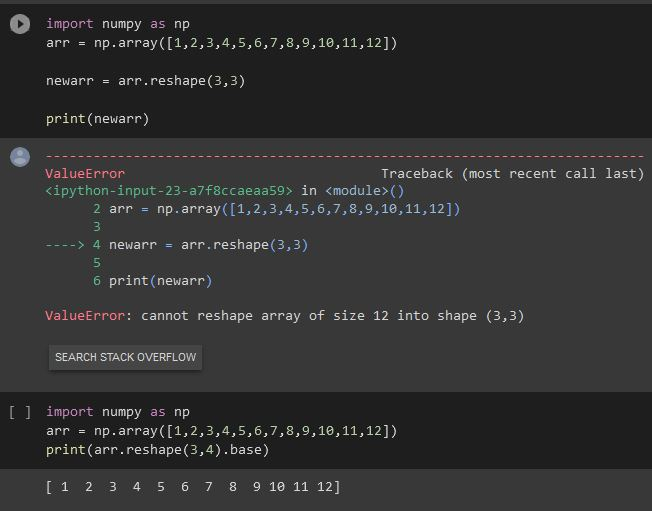 import numpy as np
arr = np.array([1,2,3,4,5,6,7,8,9,10,11,12])
newarr = arr.reshape(3,3)
print(newarr)
---------------------------------------------------------------------------
ValueError                                Traceback (most recent call last)
<ipython-input-23-a7f8ccaeaa59> in <module>()
      2 arr = np.array([1,2,3,4,5,6,7,8,9,10,11,12])
      3
----> 4 newarr = arr.reshape(3,3)
      5
      6 print(newarr)
ValueError: cannot reshape array of size 12 into shape (3,3)
SEARCH STACK OVERFLOW
[ ] import numpy as np
arr = np.array([1,2,3,4,5,6,7,8,9,10,11,12])
print(arr.reshape(3,4).base)
[ 1  2  3  4  5  6  7  8  9 10 11 12]